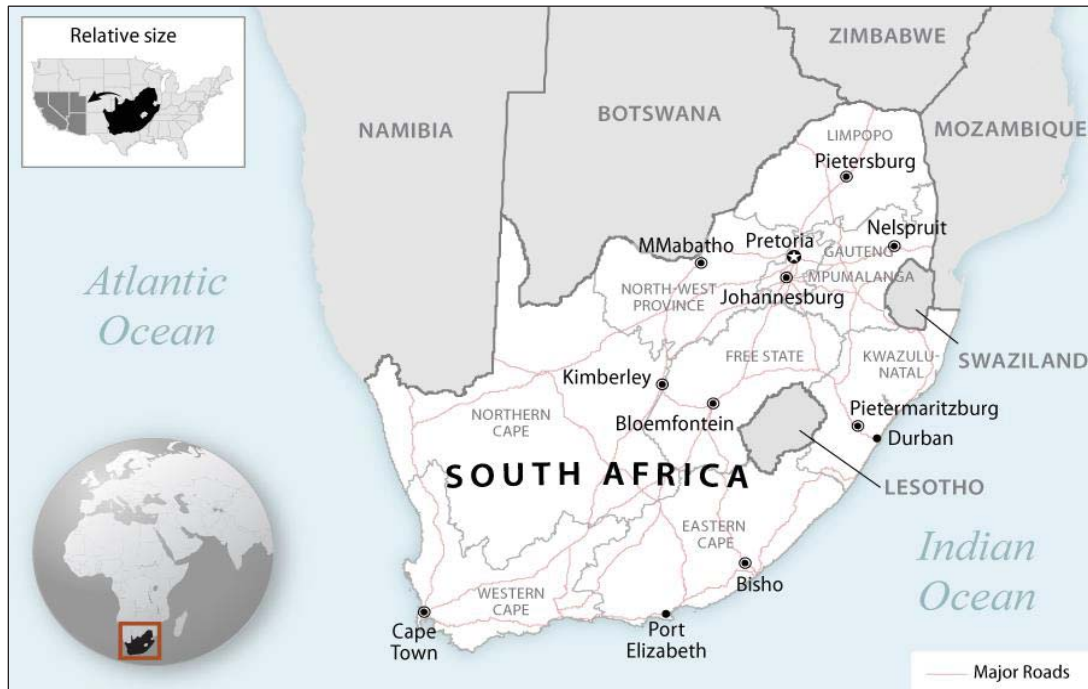 Relative size
ZIMBABWE
NAMIBIA
BOTSWANA
MOZAMBIQUE
LIMPOPO
Pietersburg
Nelspruit
MMabatho
Pretoria
GAUTENG
MPUMALANGA
NORTH-WEST
PROVINCE
Johannesburg
Atlantic
Ocean
SWAZILAND
FREE STATE
KWAZULU-
NATAL
Kimberley
NORTHERN
CAPE
Bloemfontein
Pietermaritzburg
Durban
SOUTH AFRICA
LESOTHO
EASTERN
CAPE
Indian
Ocean
Bisho
WESTERN
CAPE
Cape
Town
Port
Elizabeth
Major Roads